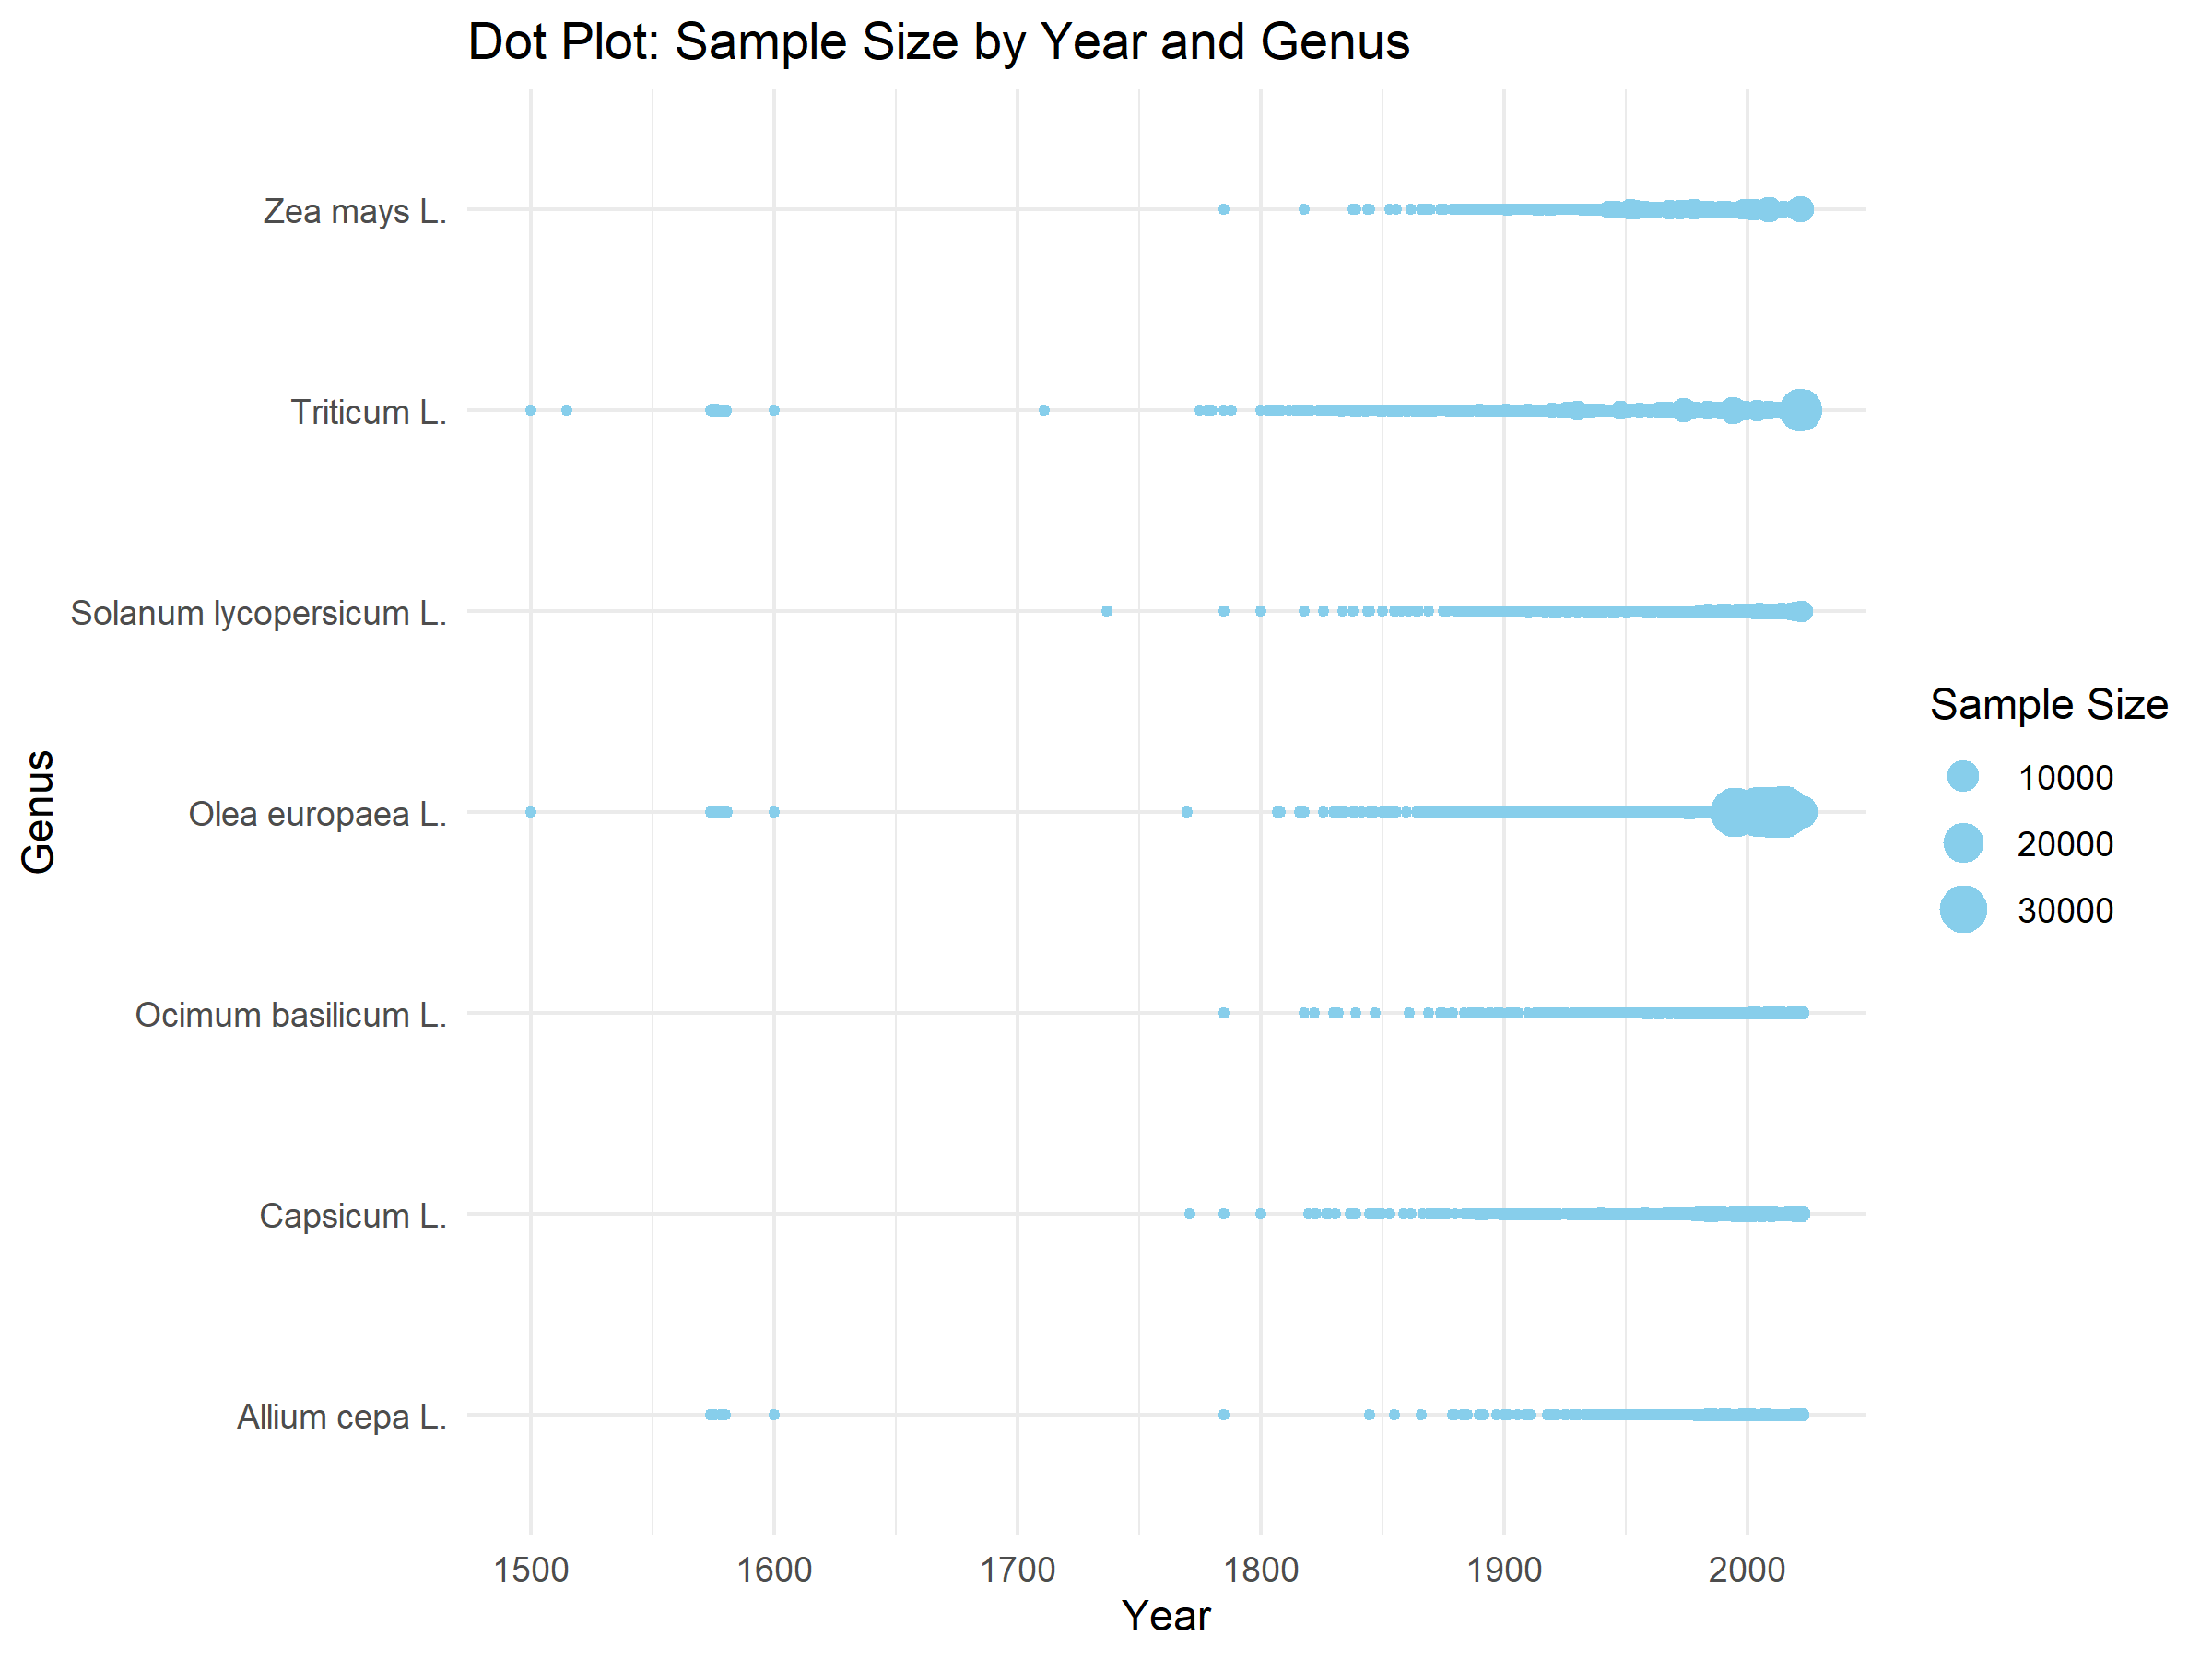 Dot Plot: Sample Size by Year and Genus
Zea mays L.
Triticum L.
Solanum lycopersicum L.
Olea europaea L.
Ocimum basilicum L.
Capsicum L.
Allium cepa L.
Genus
1500 1600 1700 1800 1900 2000
Year
Sample Size
10000
20000
30000